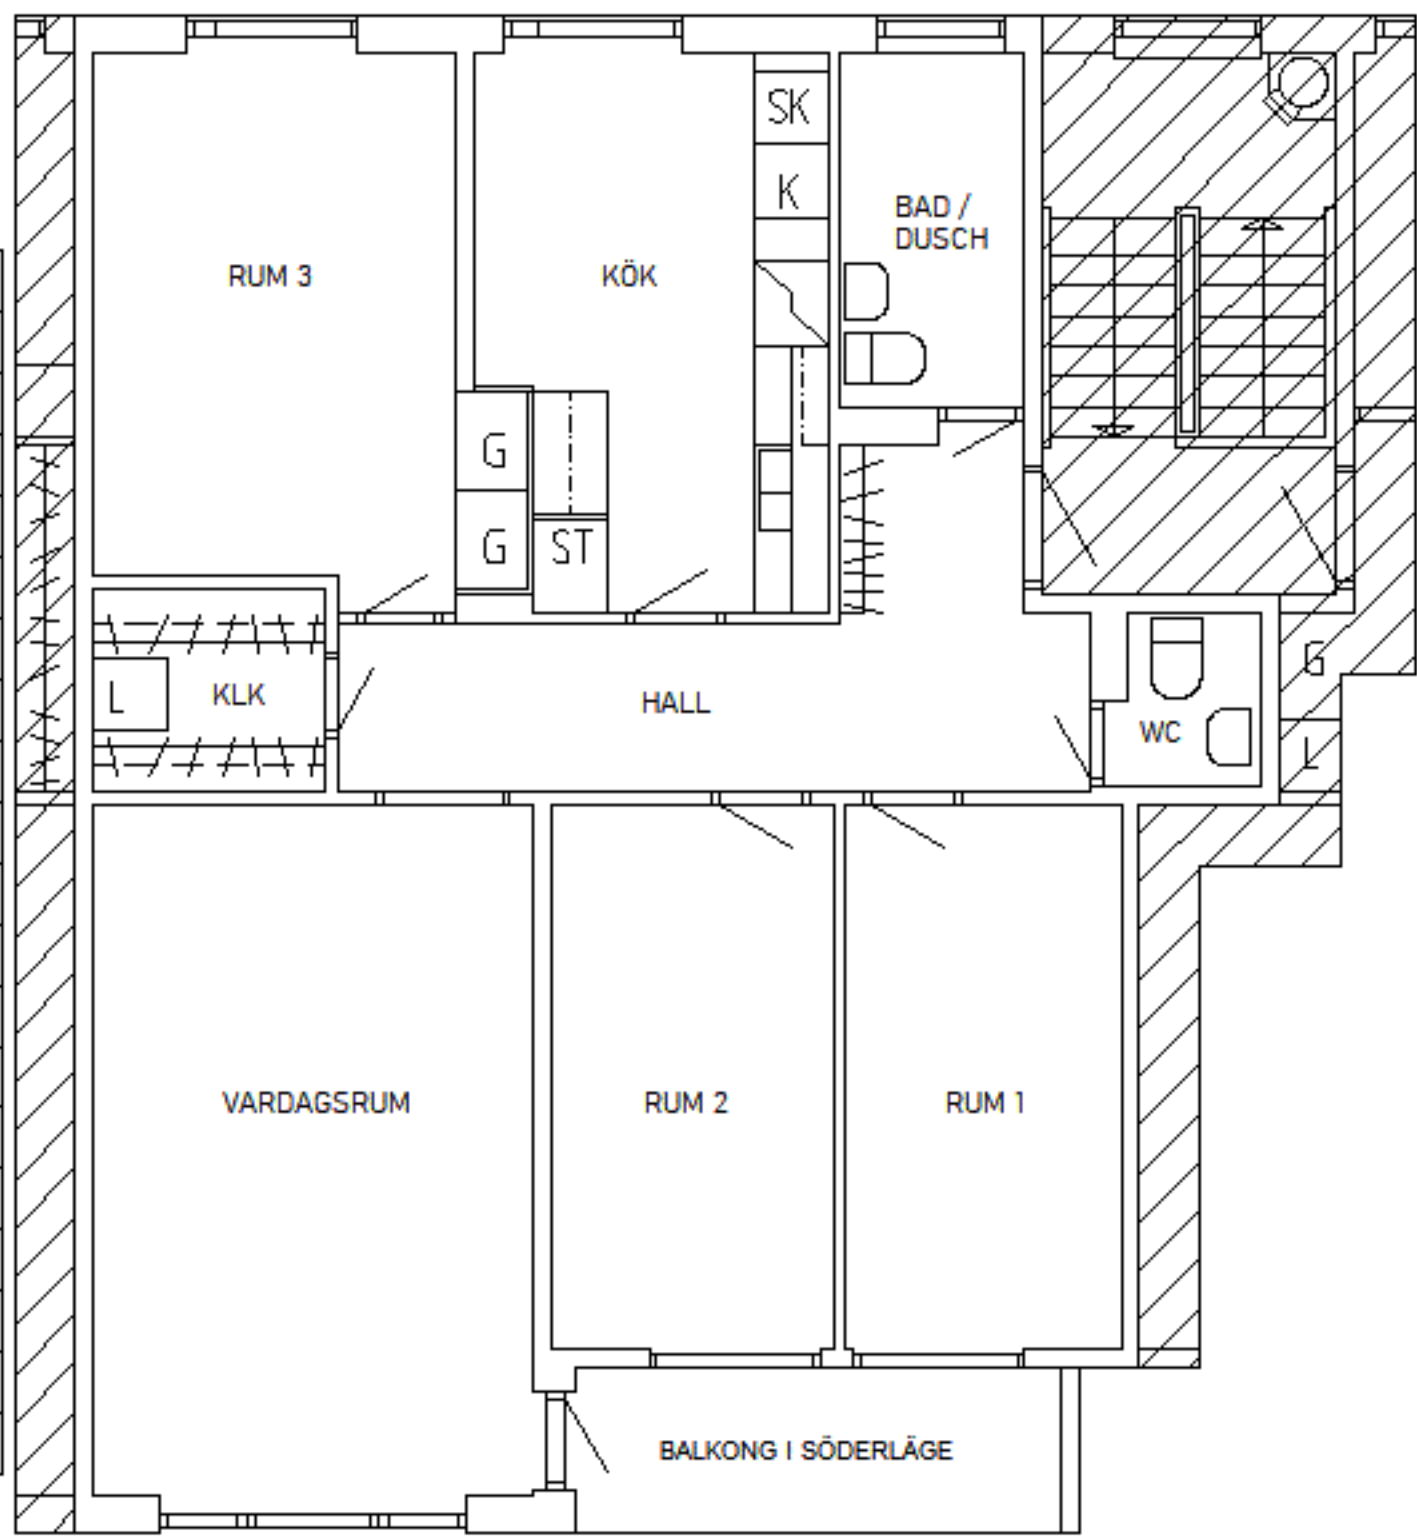 SK
K
BAD /
DUSCH
RUM 3
KÖK
G
G
ST
G
L
KLK
HALL
WC
L
VARDAGSRUM
RUM 2
RUM 1
BALKONG I SÖDERLÄGE